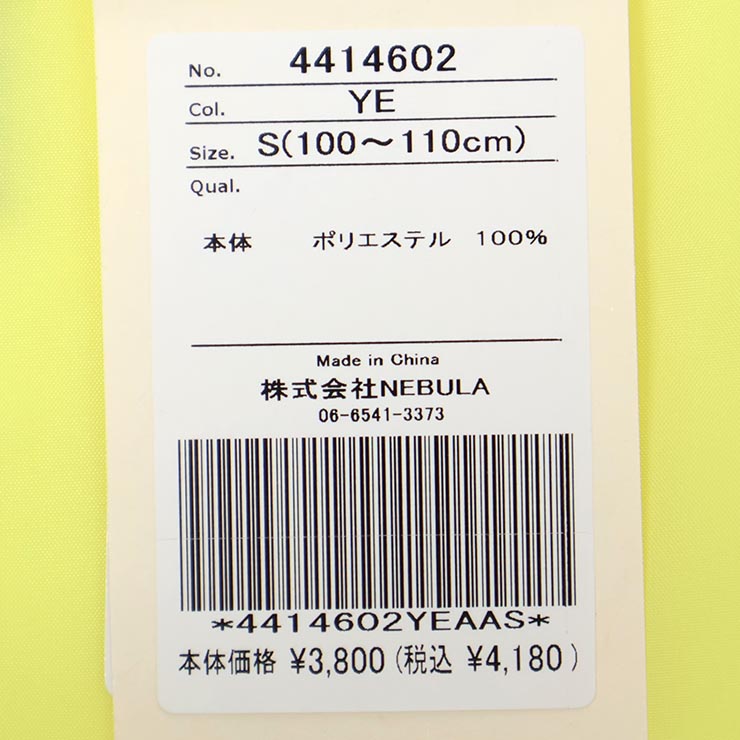 No. 4414602
Col. YE
Size. S(100～110cm)
Qual.
本体 ポリエステル 100%
Made in China
株式会社NEBULA
06-6541-3373
*4414602YEAAS*
本体価格 ¥3,800 (税込 ¥4,180)